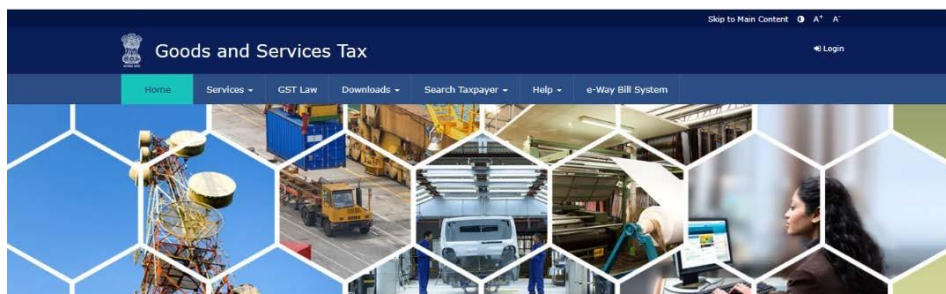 Skip to Main Content A+ A-
Goods and Services Tax
Login
Home Services GST Law Downloads Search Taxpayer Help e-Way Bill System